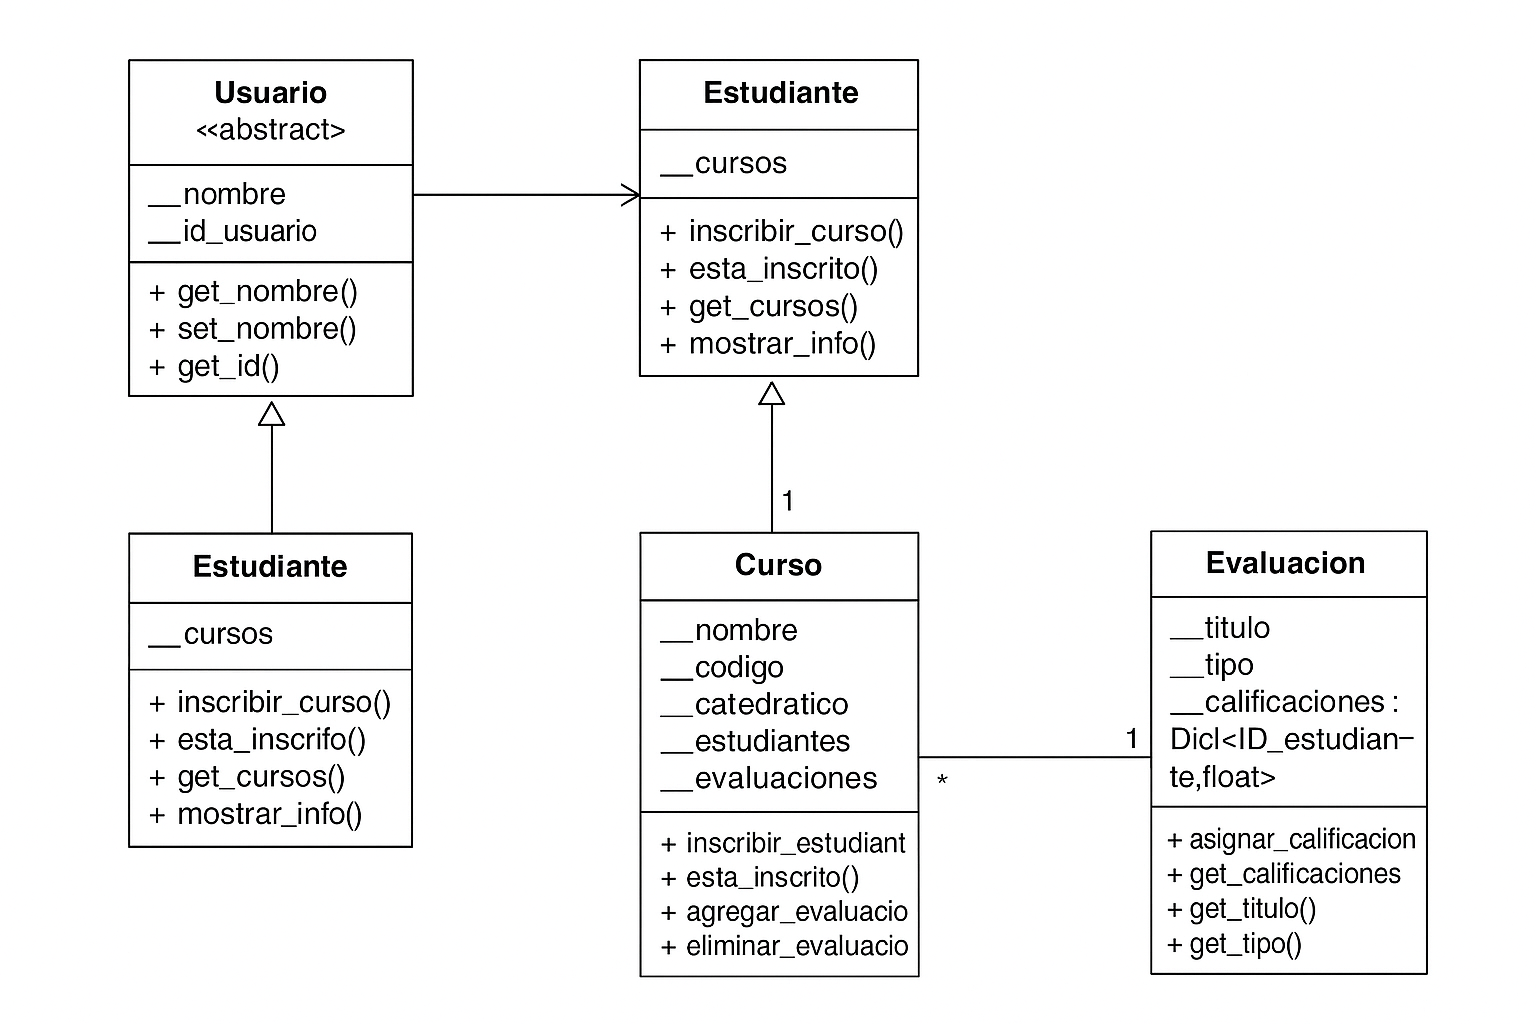 Usuario
<<abstract>
__nombre
__id_usuario
+ get_nombre()
+ set_nombre()
+ get_id()
Estudiante
__cursos
+ inscribir_curso()
+ esta_inscrito()
+ get_cursos()
+ mostrar_info()
1
Estudiante
__cursos
+ inscribir_curso()
+ esta_inscrifo()
+ get_cursos()
+ mostrar_info()
Curso
__nombre
__codigo
__catedratico
__estudiantes
__evaluaciones
+ inscribir_estudiant
+ esta_inscrito()
+ agregar_evaluacio
+ eliminar_evaluacio
*
1
Evaluacion
__titulo
__tipo
__calificaciones :
Dicl<ID_estudian-
te,float>
+ asignar_calificacion
+ get_calificaciones
+ get_titulo()
+ get_tipo()